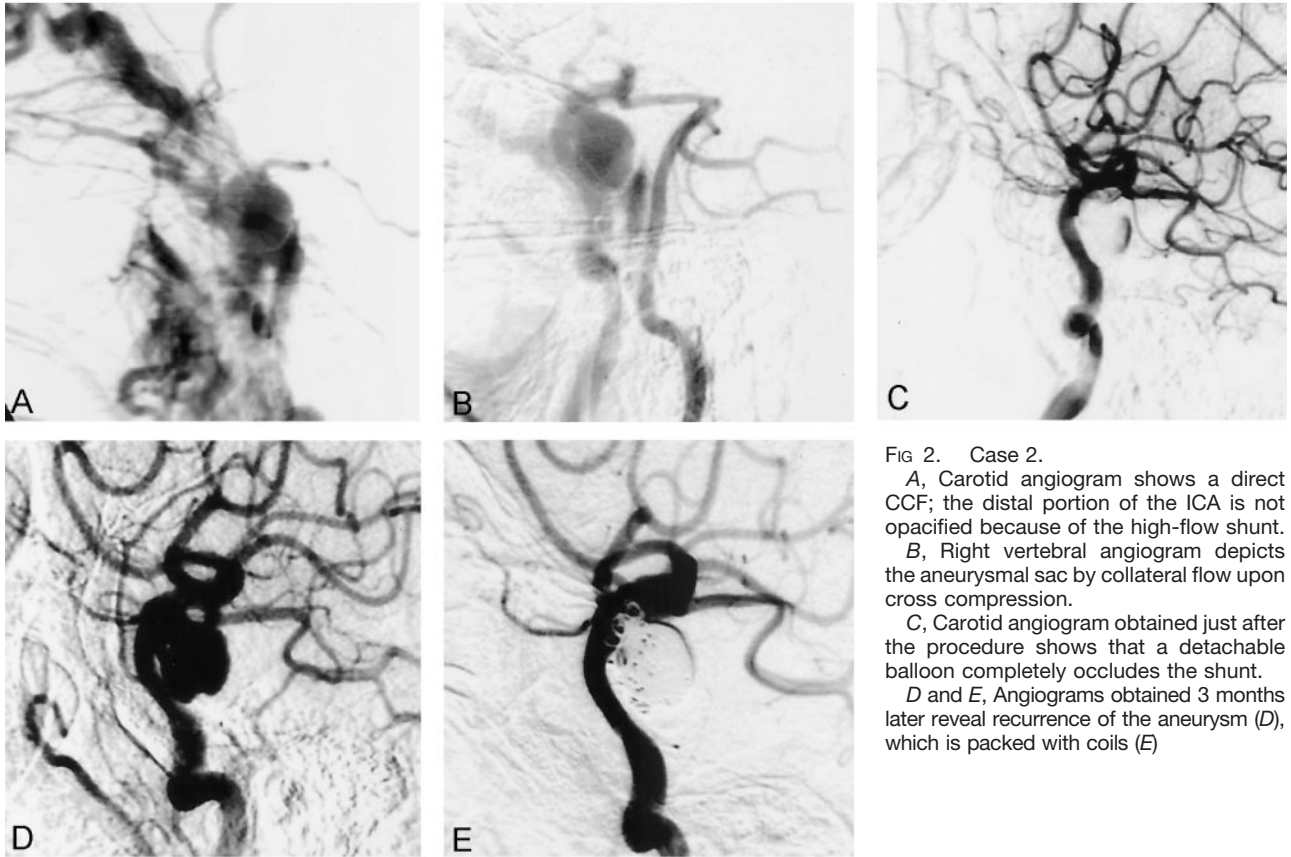 A
B
C
D
E
FIG 2. Case 2.
A, Carotid angiogram shows a direct
CCF; the distal portion of the ICA is not
opacified because of the high-flow shunt.
B, Right vertebral angiogram depicts
the aneurysmal sac by collateral flow upon
cross compression.
C, Carotid angiogram obtained just after
the procedure shows that a detachable
balloon completely occludes the shunt.
D and E, Angiograms obtained 3 months
later reveal recurrence of the aneurysm (D),
which is packed with coils (E)